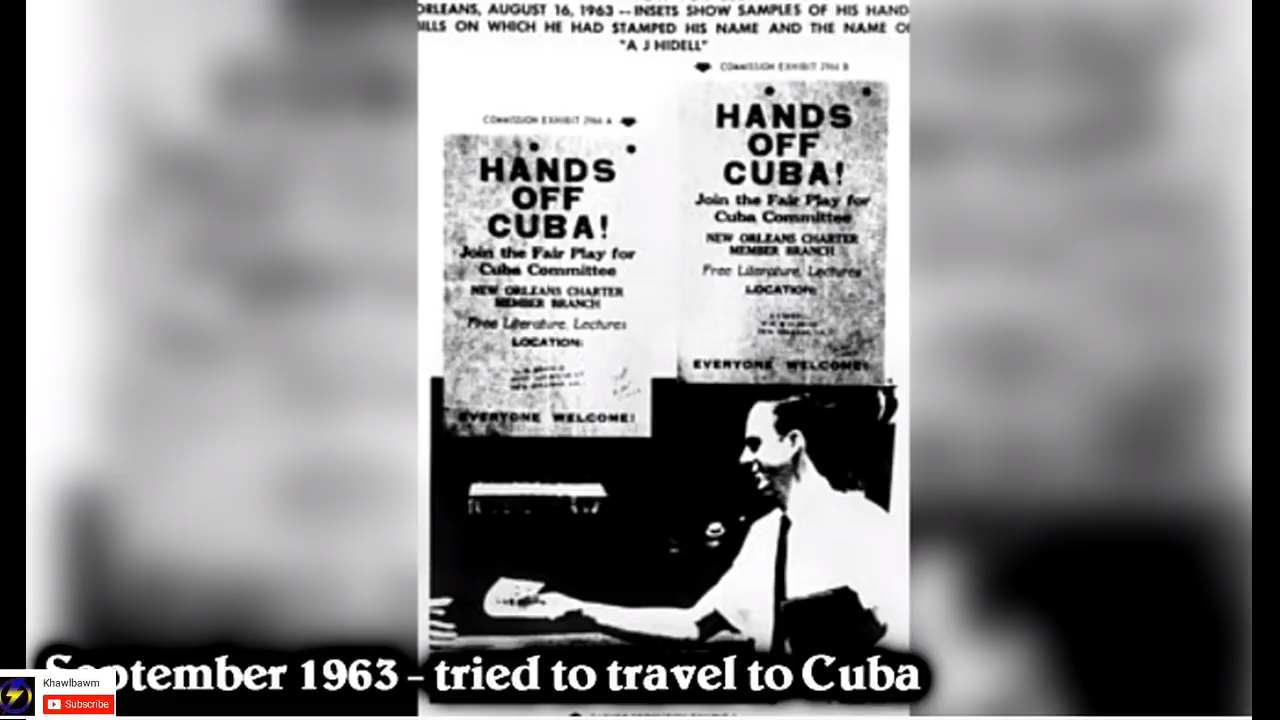 ORLEANS, AUGUST 16, 1963 -- INSETS SHOW SAMPLES OF HIS HAND
ILLS ON WHICH HE HAD STAMPED HIS NAME AND THE NAME O
"A J HIDELL"
COMMISSION EXHIBIT 2966 B
HANDS
OFF
CUBA!
Join the Fair Play for
Cuba Committee
NEW ORLEANS CHARTER
MEMBER BRANCH
Free Literature, Lectures
LOCATION:
EVERYONE WELCOME!
COMMISSION EXHIBIT 2966 A
HANDS
OFF
CUBA!
Join the Fair Play for
Cuba Committee
NEW ORLEANS CHARTER
MEMBER BRANCH
Free Literature, Lectures
LOCATION:
EVERYONE WELCOME!
September 1963 - tried to travel to Cuba
Khawlbawm
Subscribe